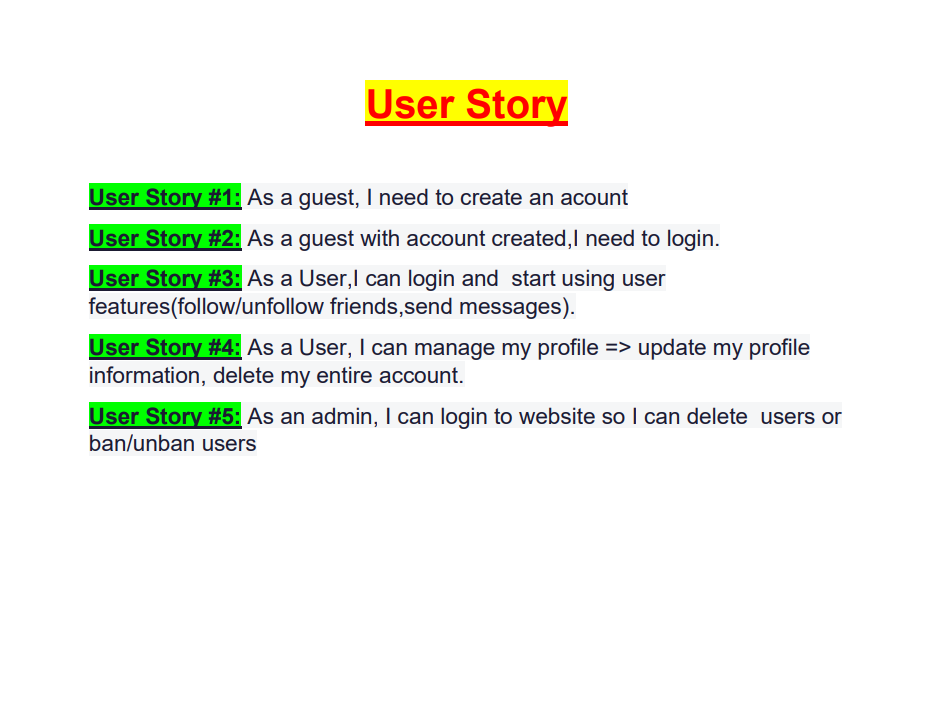 User Story
User Story #1: As a guest, I need to create an acount
User Story #2: As a guest with account created,I need to login.
User Story #3: As a User,I can login and  start using user
features(follow/unfollow friends,send messages).
User Story #4: As a User, I can manage my profile => update my profile
information, delete my entire account.
User Story #5: As an admin, I can login to website so I can delete  users or
ban/unban users